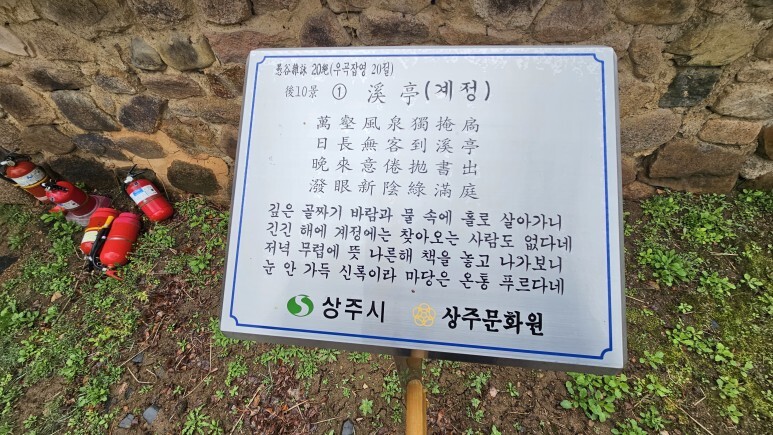 愚谷雜詠 20絶(우곡잡영 20절)
後10景 ① 溪亭(계정)
萬壑風泉獨掩扃
日長無客到溪亭
晩來意倦抛書出
潑眼新陰綠滿庭
깊은 골짜기 바람과 물 속에 홀로 살아가니
긴긴 해에 계정에는 찾아오는 사람도 없다네
저녁 무렵에 뜻 나른해 책을 놓고 나가보니
눈 안 가득 신록이라 마당은 온통 푸르다네
상주시 상주문화원